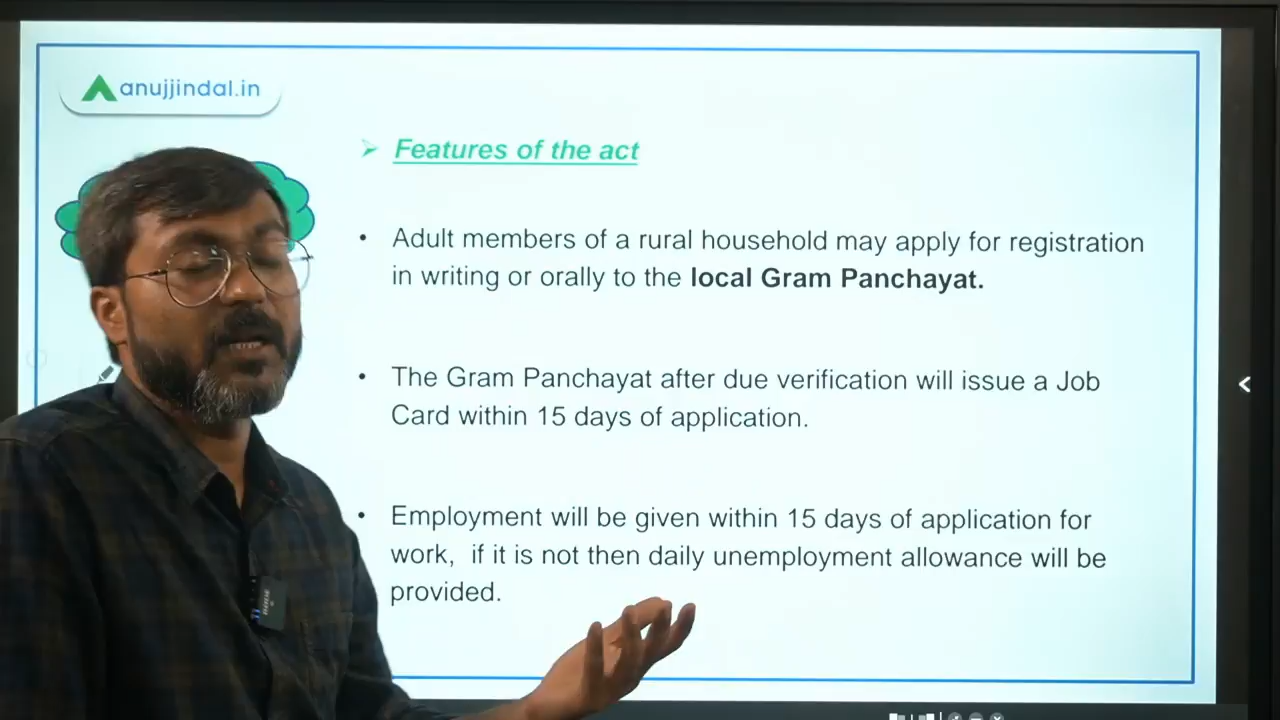 anujjindal.in
➢ Features of the act
• Adult members of a rural household may apply for registration
in writing or orally to the local Gram Panchayat.
• The Gram Panchayat after due verification will issue a Job
Card within 15 days of application.
• Employment will be given within 15 days of application for
work, if it is not then daily unemployment allowance will be
provided.